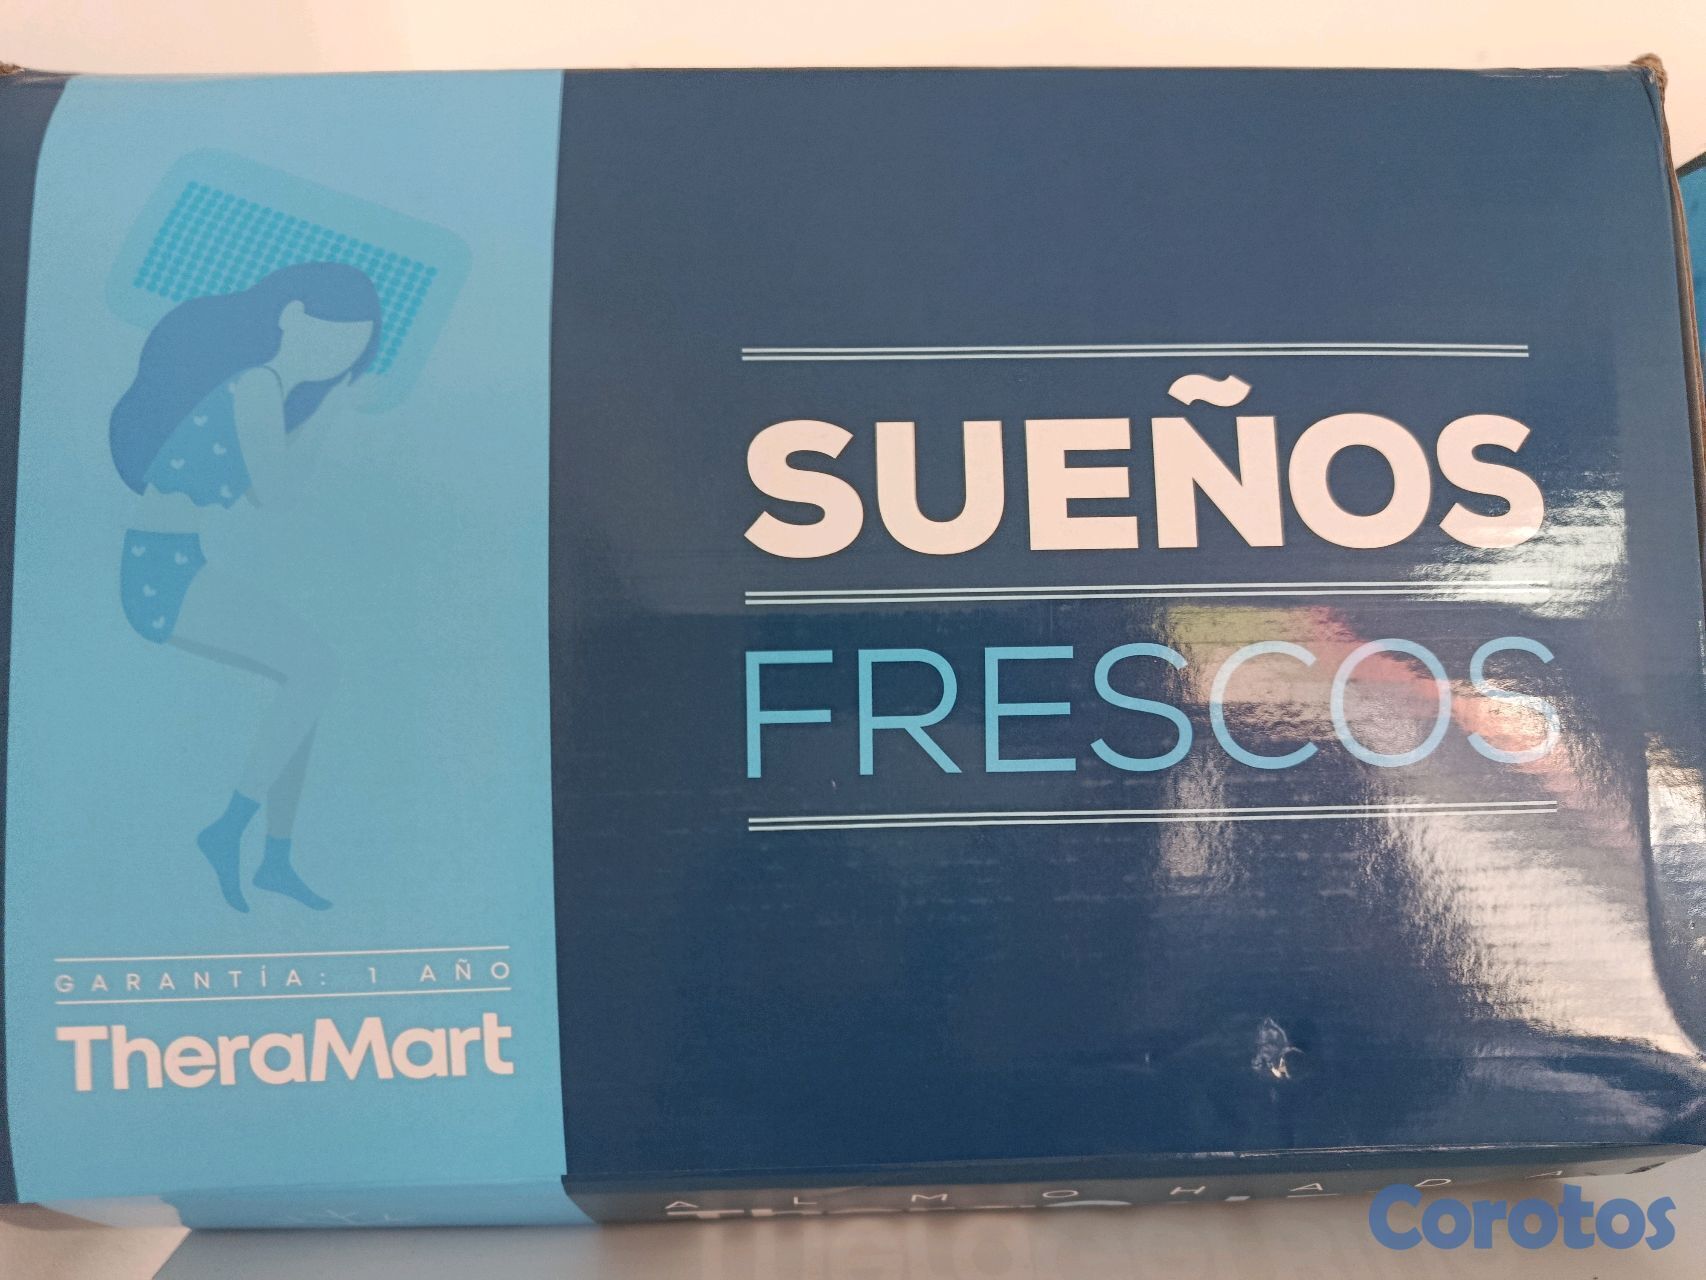 SUEÑOS
FRESCOS
GARANTÍA: 1 AÑO
TheraMart
ALMOHADA
Corotos